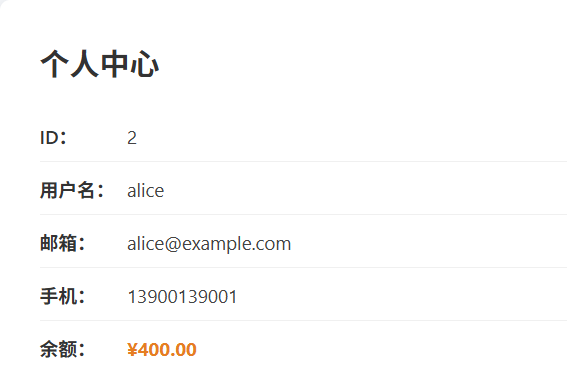 个人中心
ID： 2
用户名： alice
邮箱： alice@example.com
手机： 13900139001
余额： ¥400.00